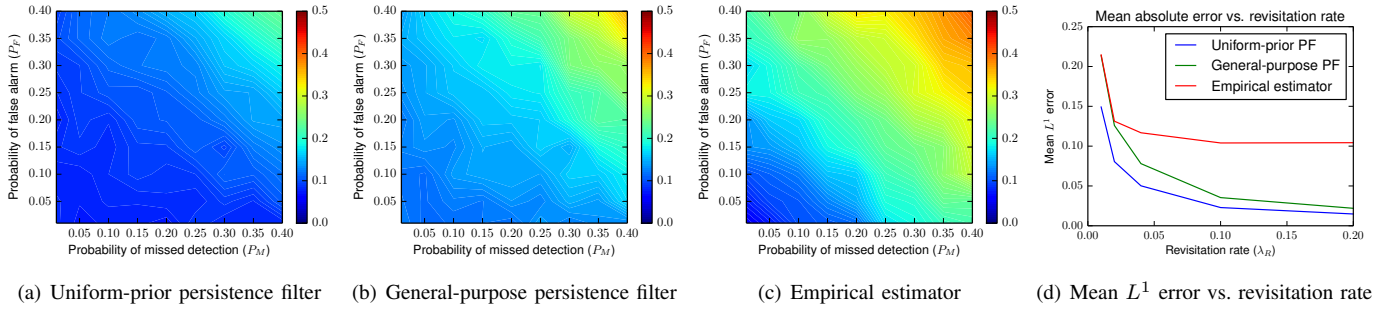 0.40
0.35
0.30
0.25
0.20
0.15
0.10
0.05
Probability of false alarm (P_F)
0.05 0.10 0.15 0.20 0.25 0.30 0.35 0.40
Probability of missed detection (P_M)
0.5
0.4
0.3
0.2
0.1
0.0
(a) Uniform-prior persistence filter
0.40
0.35
0.30
0.25
0.20
0.15
0.10
0.05
Probability of false alarm (P_F)
0.05 0.10 0.15 0.20 0.25 0.30 0.35 0.40
Probability of missed detection (P_M)
0.5
0.4
0.3
0.2
0.1
0.0
(b) General-purpose persistence filter
0.40
0.35
0.30
0.25
0.20
0.15
0.10
0.05
Probability of false alarm (P_F)
0.05 0.10 0.15 0.20 0.25 0.30 0.35 0.40
Probability of missed detection (P_M)
0.5
0.4
0.3
0.2
0.1
0.0
(c) Empirical estimator
Mean absolute error vs. revisitation rate
0.25
0.20
0.15
0.10
0.05
0.00
Mean L¹ error
Uniform-prior PF
General-purpose PF
Empirical estimator
0.00 0.05 0.10 0.15 0.20
Revisitation rate (λ_R)
(d) Mean L¹ error vs. revisitation rate